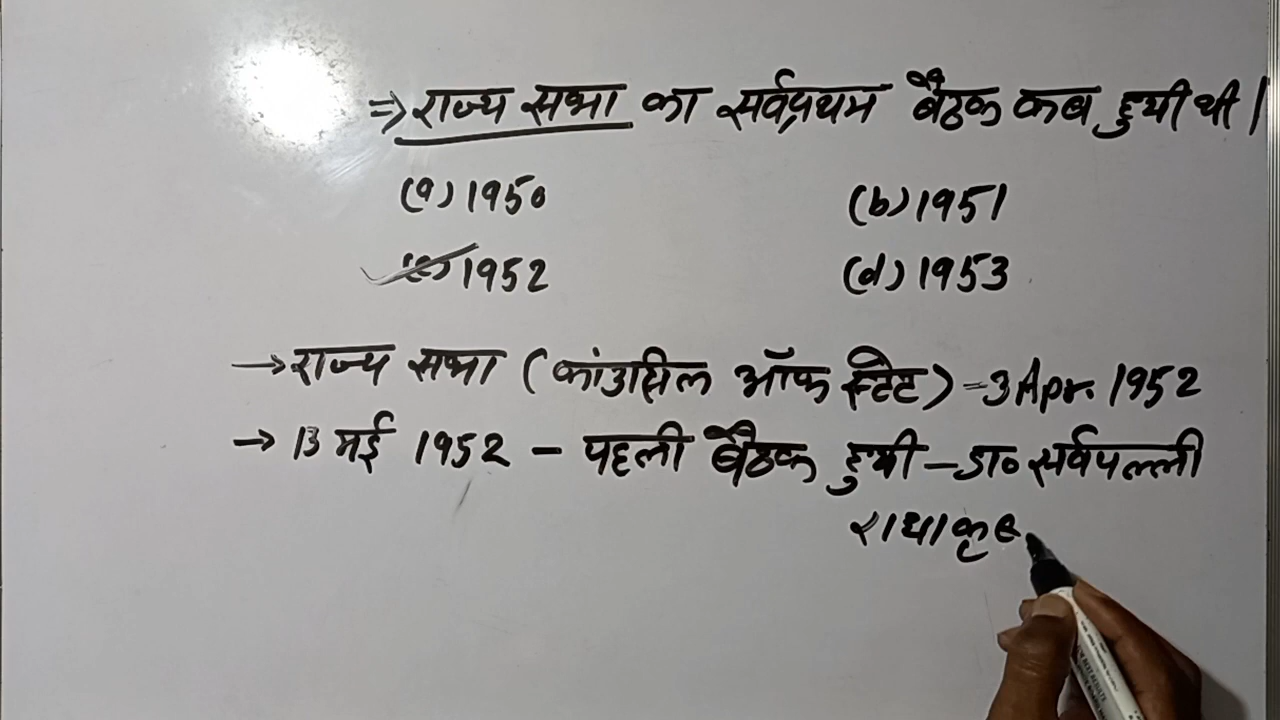 ⇒ राज्य सभा का सर्वप्रथम बैठक कब हुयी थी।
(a) 1950 (b) 1951
(c) 1952 (d) 1953
→ राज्य सभा (कांउसिल ऑफ स्टेट) - 3 Apr. 1952
→ 13 मई 1952 - पहली बैठक हुयी - डा० सर्वपल्ली
राधाकृष